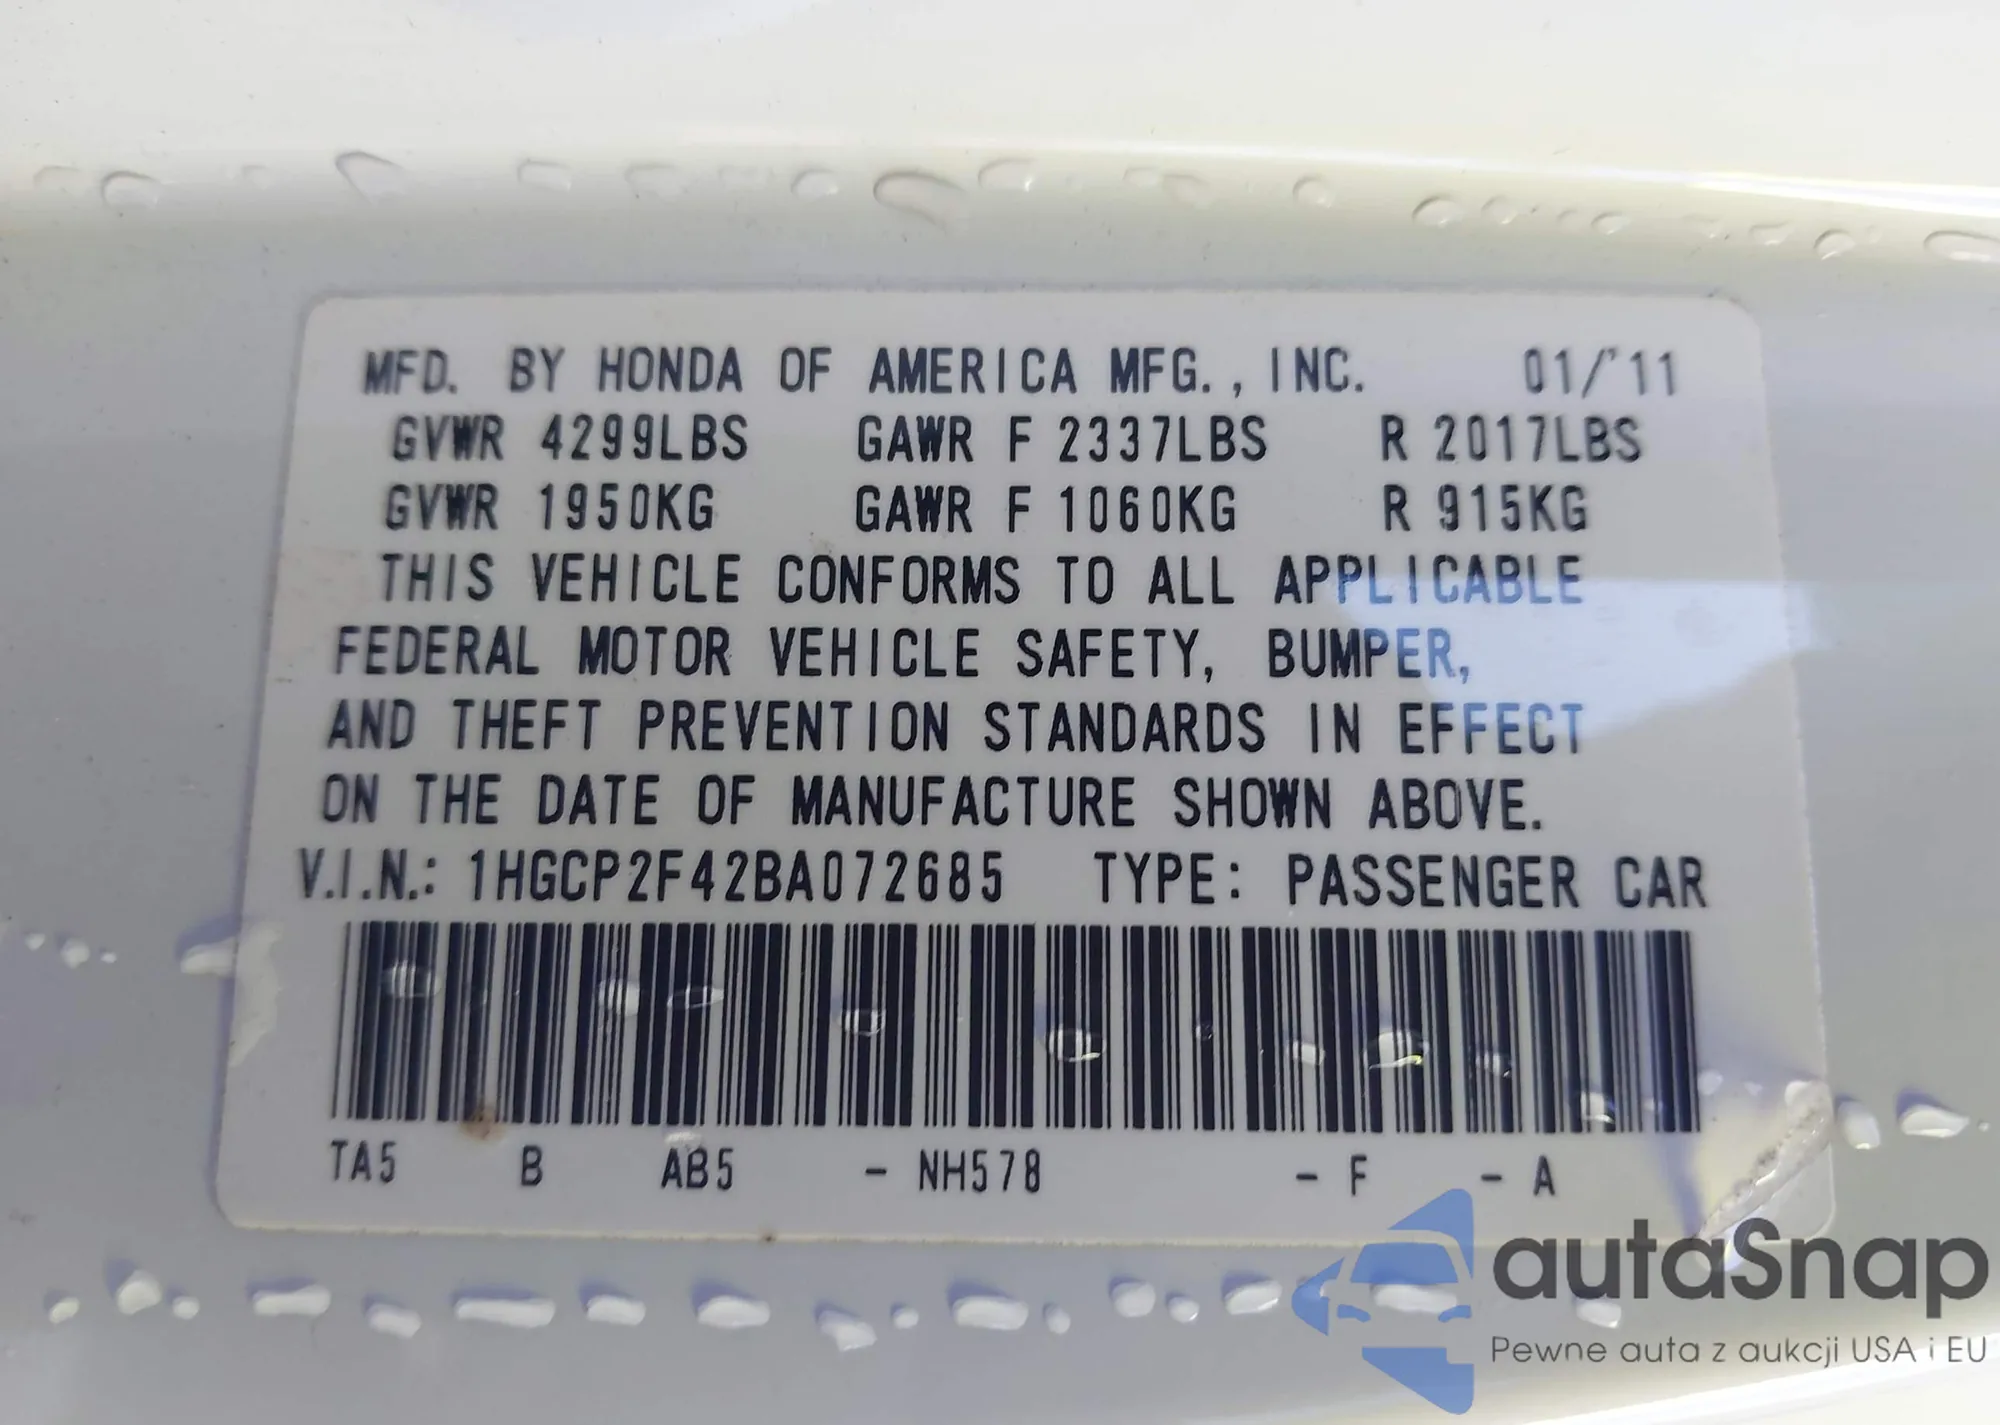 MFD. BY HONDA OF AMERICA MFG., INC. 01/'11
GVWR 4299LBS GAWR F 2337LBS R 2017LBS
GVWR 1950KG GAWR F 1060KG R 915KG
THIS VEHICLE CONFORMS TO ALL APPLICABLE
FEDERAL MOTOR VEHICLE SAFETY, BUMPER,
AND THEFT PREVENTION STANDARDS IN EFFECT
ON THE DATE OF MANUFACTURE SHOWN ABOVE.
V.I.N.: 1HGCP2F42BA072685 TYPE: PASSENGER CAR
TA5 B AB5 - NH578 - F - A
autaSnap
Pewne auta z aukcji USA i EU